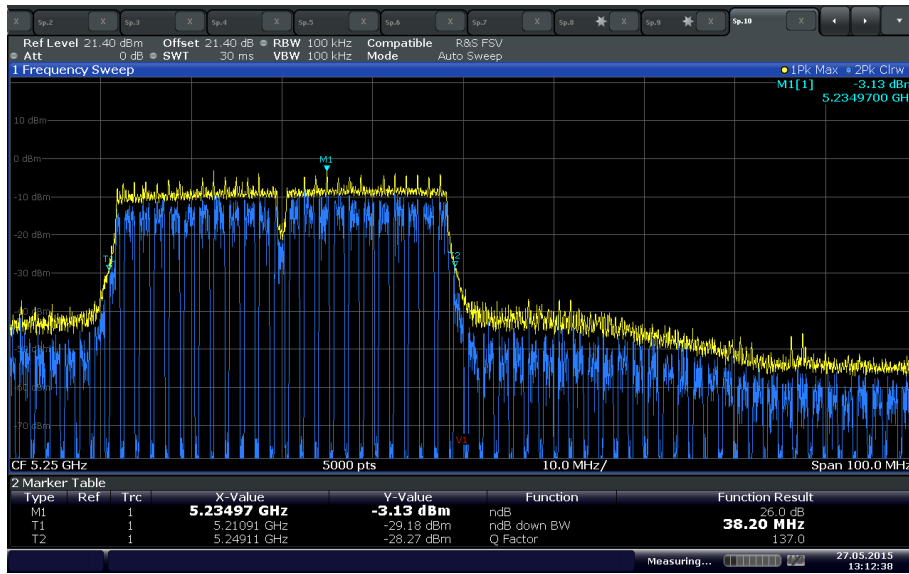 X Sp.2 X Sp.3 X Sp.4 X Sp.5 X Sp.6 X Sp.7 X Sp.8 X Sp.9 X Sp.10 X
Ref Level 21.40 dBm Offset 21.40 dB RBW 100 kHz Compatible R&S FSV
Att 0 dB SWT 30 ms VBW 100 kHz Mode Auto Sweep
1 Frequency Sweep 1Pk Max 2Pk Clrw
M1[1] -3.13 dBm
5.2349700 GH
10 dBm
0 dBm
M1
-10 dBm
-20 dBm
T1 T2
-30 dBm
-60 dBm
-70 dBm
V1
CF 5.25 GHz 5000 pts 10.0 MHz/ Span 100.0 MHz
2 Marker Table
Type Ref Trc X-Value Y-Value Function Function Result
M1 1 5.23497 GHz -3.13 dBm ndB 26.0 dB
T1 1 5.21091 GHz -29.18 dBm ndB down BW 38.20 MHz
T2 1 5.24911 GHz -28.27 dBm Q Factor 137.0
Measuring... 27.05.2015
13:12:38